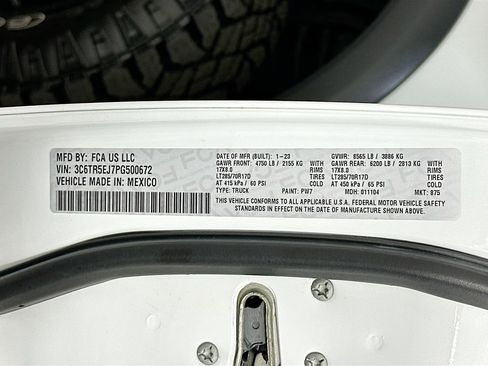 MFD BY: FCA US LLC
VIN: 3C6TR5EJ7PG500672
VEHICLE MADE IN: MEXICO
DATE OF MFR (BUILT): 1-23 GVWR: 8565 LB / 3886 KG
GAWR FRONT: 4750 LB / 2155 KG WITH GAWR REAR: 6200 LB / 2813 KG WITH
17X8.0 RIMS 17X8.0 RIMS
LT285/70R17D TIRES LT285/70R17D TIRES
AT 415 kPa / 60 PSI COLD AT 450 kPa / 65 PSI COLD
TYPE: TRUCK PAINT: PW7 MDH: 011104 MKT: 875
THIS VEHICLE CONFORMS TO ALL APPLICABLE U.S.A. FEDERAL MOTOR VEHICLE SAFETY
STANDARDS IN EFFECT ON THE DATE OF MANUFACTURE SHOWN ABOVE.